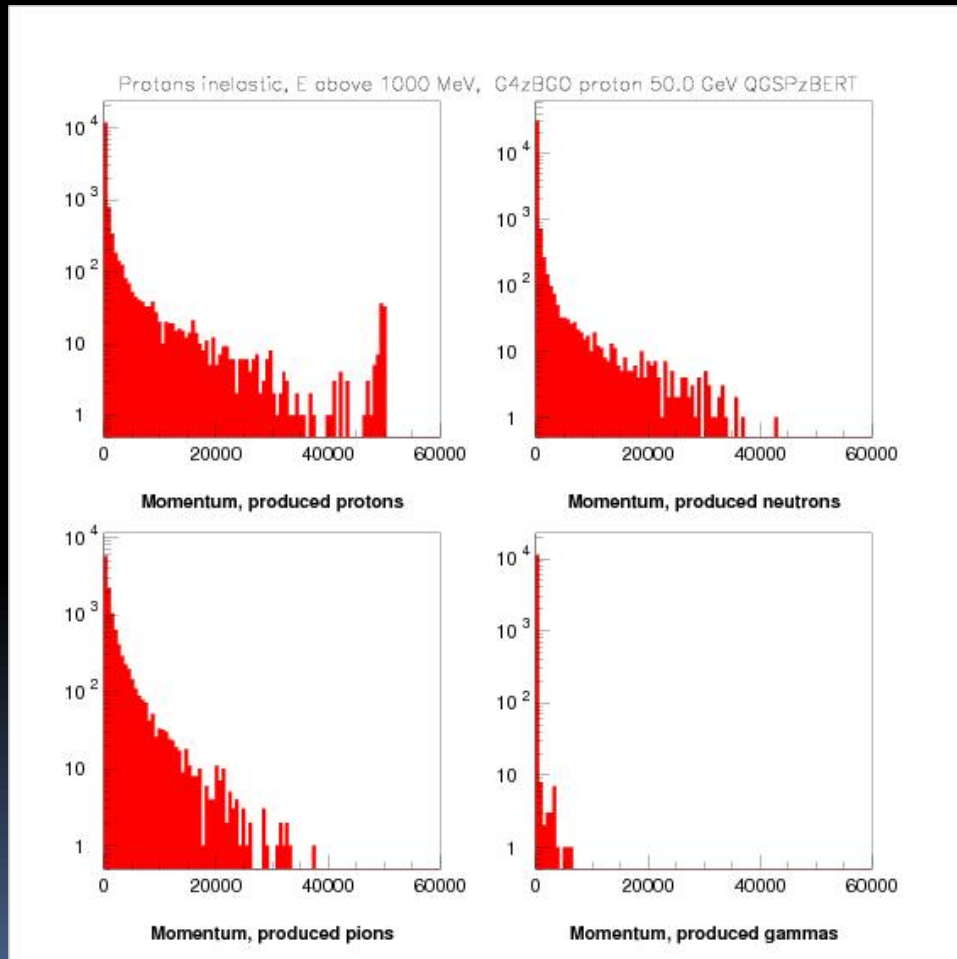 Protons inelastic, E above 1000 MeV, G4zBGO proton 50.0 GeV QGSPzBERT
10 4
10 3
10 2
10
1
0 20000 40000 60000
Momentum, produced protons
10 4
10 3
10 2
10
1
0 20000 40000 60000
Momentum, produced neutrons
10 4
10 3
10 2
10
1
0 20000 40000 60000
Momentum, produced pions
10 4
10 3
10 2
10
1
0 20000 40000 60000
Momentum, produced gammas